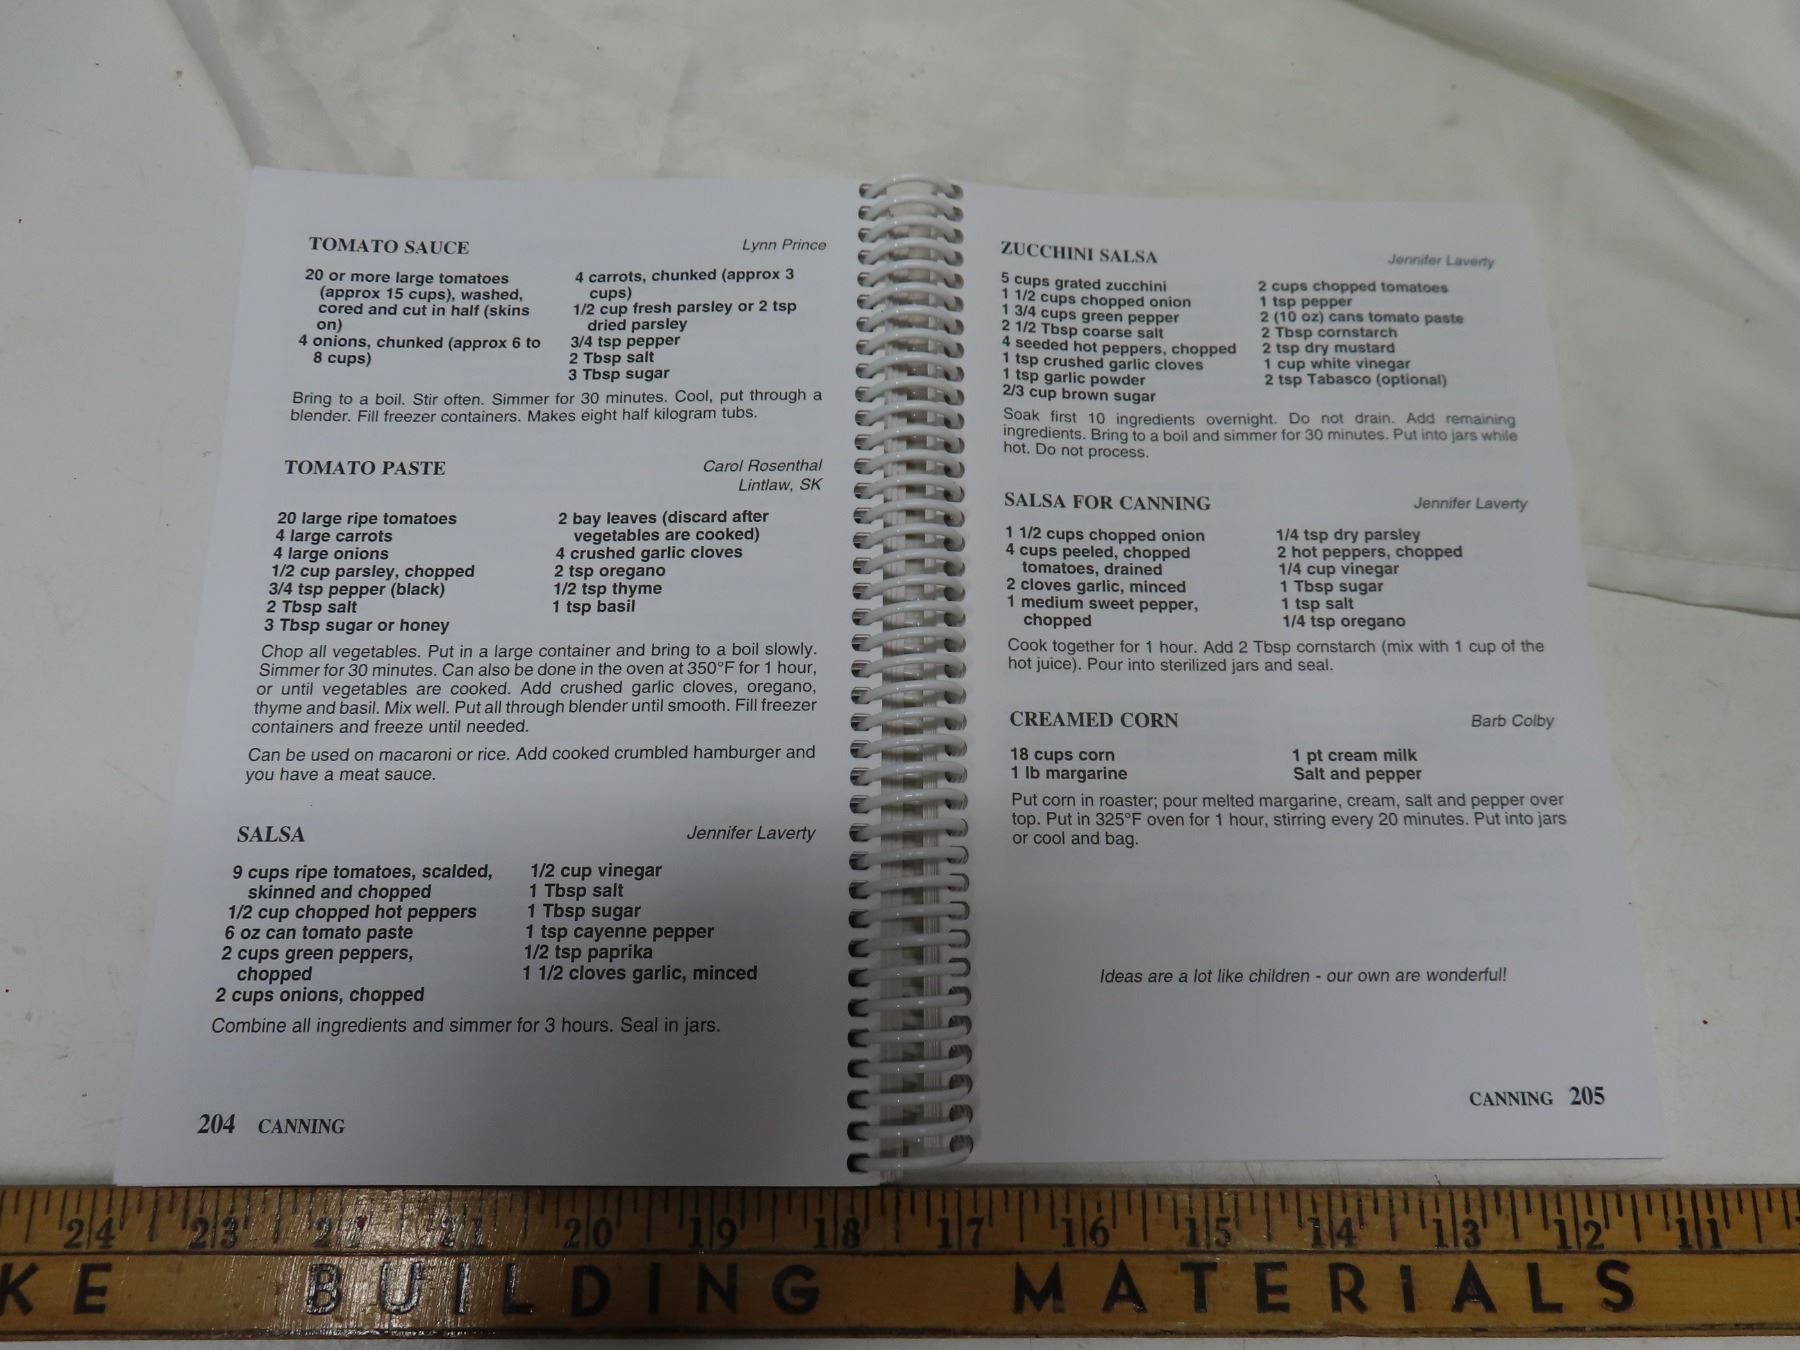 TOMATO SAUCE Lynn Prince
20 or more large tomatoes
(approx 15 cups), washed,
cored and cut in half (skins
on)
4 onions, chunked (approx 6 to
8 cups)
4 carrots, chunked (approx 3
cups)
1/2 cup fresh parsley or 2 tsp
dried parsley
3/4 tsp pepper
2 Tbsp salt
3 Tbsp sugar
Bring to a boil. Stir often. Simmer for 30 minutes. Cool, put through a
blender. Fill freezer containers. Makes eight half kilogram tubs.
TOMATO PASTE Carol Rosenthal
Lintlaw, SK
20 large ripe tomatoes
4 large carrots
4 large onions
1/2 cup parsley, chopped
3/4 tsp pepper (black)
2 Tbsp salt
3 Tbsp sugar or honey
2 bay leaves (discard after
vegetables are cooked)
4 crushed garlic cloves
2 tsp oregano
1/2 tsp thyme
1 tsp basil
Chop all vegetables. Put in a large container and bring to a boil slowly.
Simmer for 30 minutes. Can also be done in the oven at 350°F for 1 hour,
or until vegetables are cooked. Add crushed garlic cloves, oregano,
thyme and basil. Mix well. Put all through blender until smooth. Fill freezer
containers and freeze until needed.
Can be used on macaroni or rice. Add cooked crumbled hamburger and
you have a meat sauce.
SALSA Jennifer Laverty
9 cups ripe tomatoes, scalded,
skinned and chopped
1/2 cup chopped hot peppers
6 oz can tomato paste
2 cups green peppers,
chopped
2 cups onions, chopped
1/2 cup vinegar
1 Tbsp salt
1 Tbsp sugar
1 tsp cayenne pepper
1/2 tsp paprika
1 1/2 cloves garlic, minced
Combine all ingredients and simmer for 3 hours. Seal in jars.
204 CANNING
ZUCCHINI SALSA Jennifer Laverty
5 cups grated zucchini
1 1/2 cups chopped onion
1 3/4 cups green pepper
2 1/2 Tbsp coarse salt
4 seeded hot peppers, chopped
1 tsp crushed garlic cloves
1 tsp garlic powder
2/3 cup brown sugar
2 cups chopped tomatoes
1 tsp pepper
2 (10 oz) cans tomato paste
2 Tbsp cornstarch
2 tsp dry mustard
1 cup white vinegar
2 tsp Tabasco (optional)
Soak first 10 ingredients overnight. Do not drain. Add remaining
ingredients. Bring to a boil and simmer for 30 minutes. Put into jars while
hot. Do not process.
SALSA FOR CANNING Jennifer Laverty
1 1/2 cups chopped onion
4 cups peeled, chopped
tomatoes, drained
2 cloves garlic, minced
1 medium sweet pepper,
chopped
1/4 tsp dry parsley
2 hot peppers, chopped
1/4 cup vinegar
1 Tbsp sugar
1 tsp salt
1/4 tsp oregano
Cook together for 1 hour. Add 2 Tbsp cornstarch (mix with 1 cup of the
hot juice). Pour into sterilized jars and seal.
CREAMED CORN Barb Colby
18 cups corn
1 lb margarine
1 pt cream milk
Salt and pepper
Put corn in roaster; pour melted margarine, cream, salt and pepper over
top. Put in 325°F oven for 1 hour, stirring every 20 minutes. Put into jars
or cool and bag.
Ideas are a lot like children - our own are wonderful!
CANNING 205
24 23 22 21 20 19 18 17 16 15 14 13 12 11
KE BUILDING MATERIALS